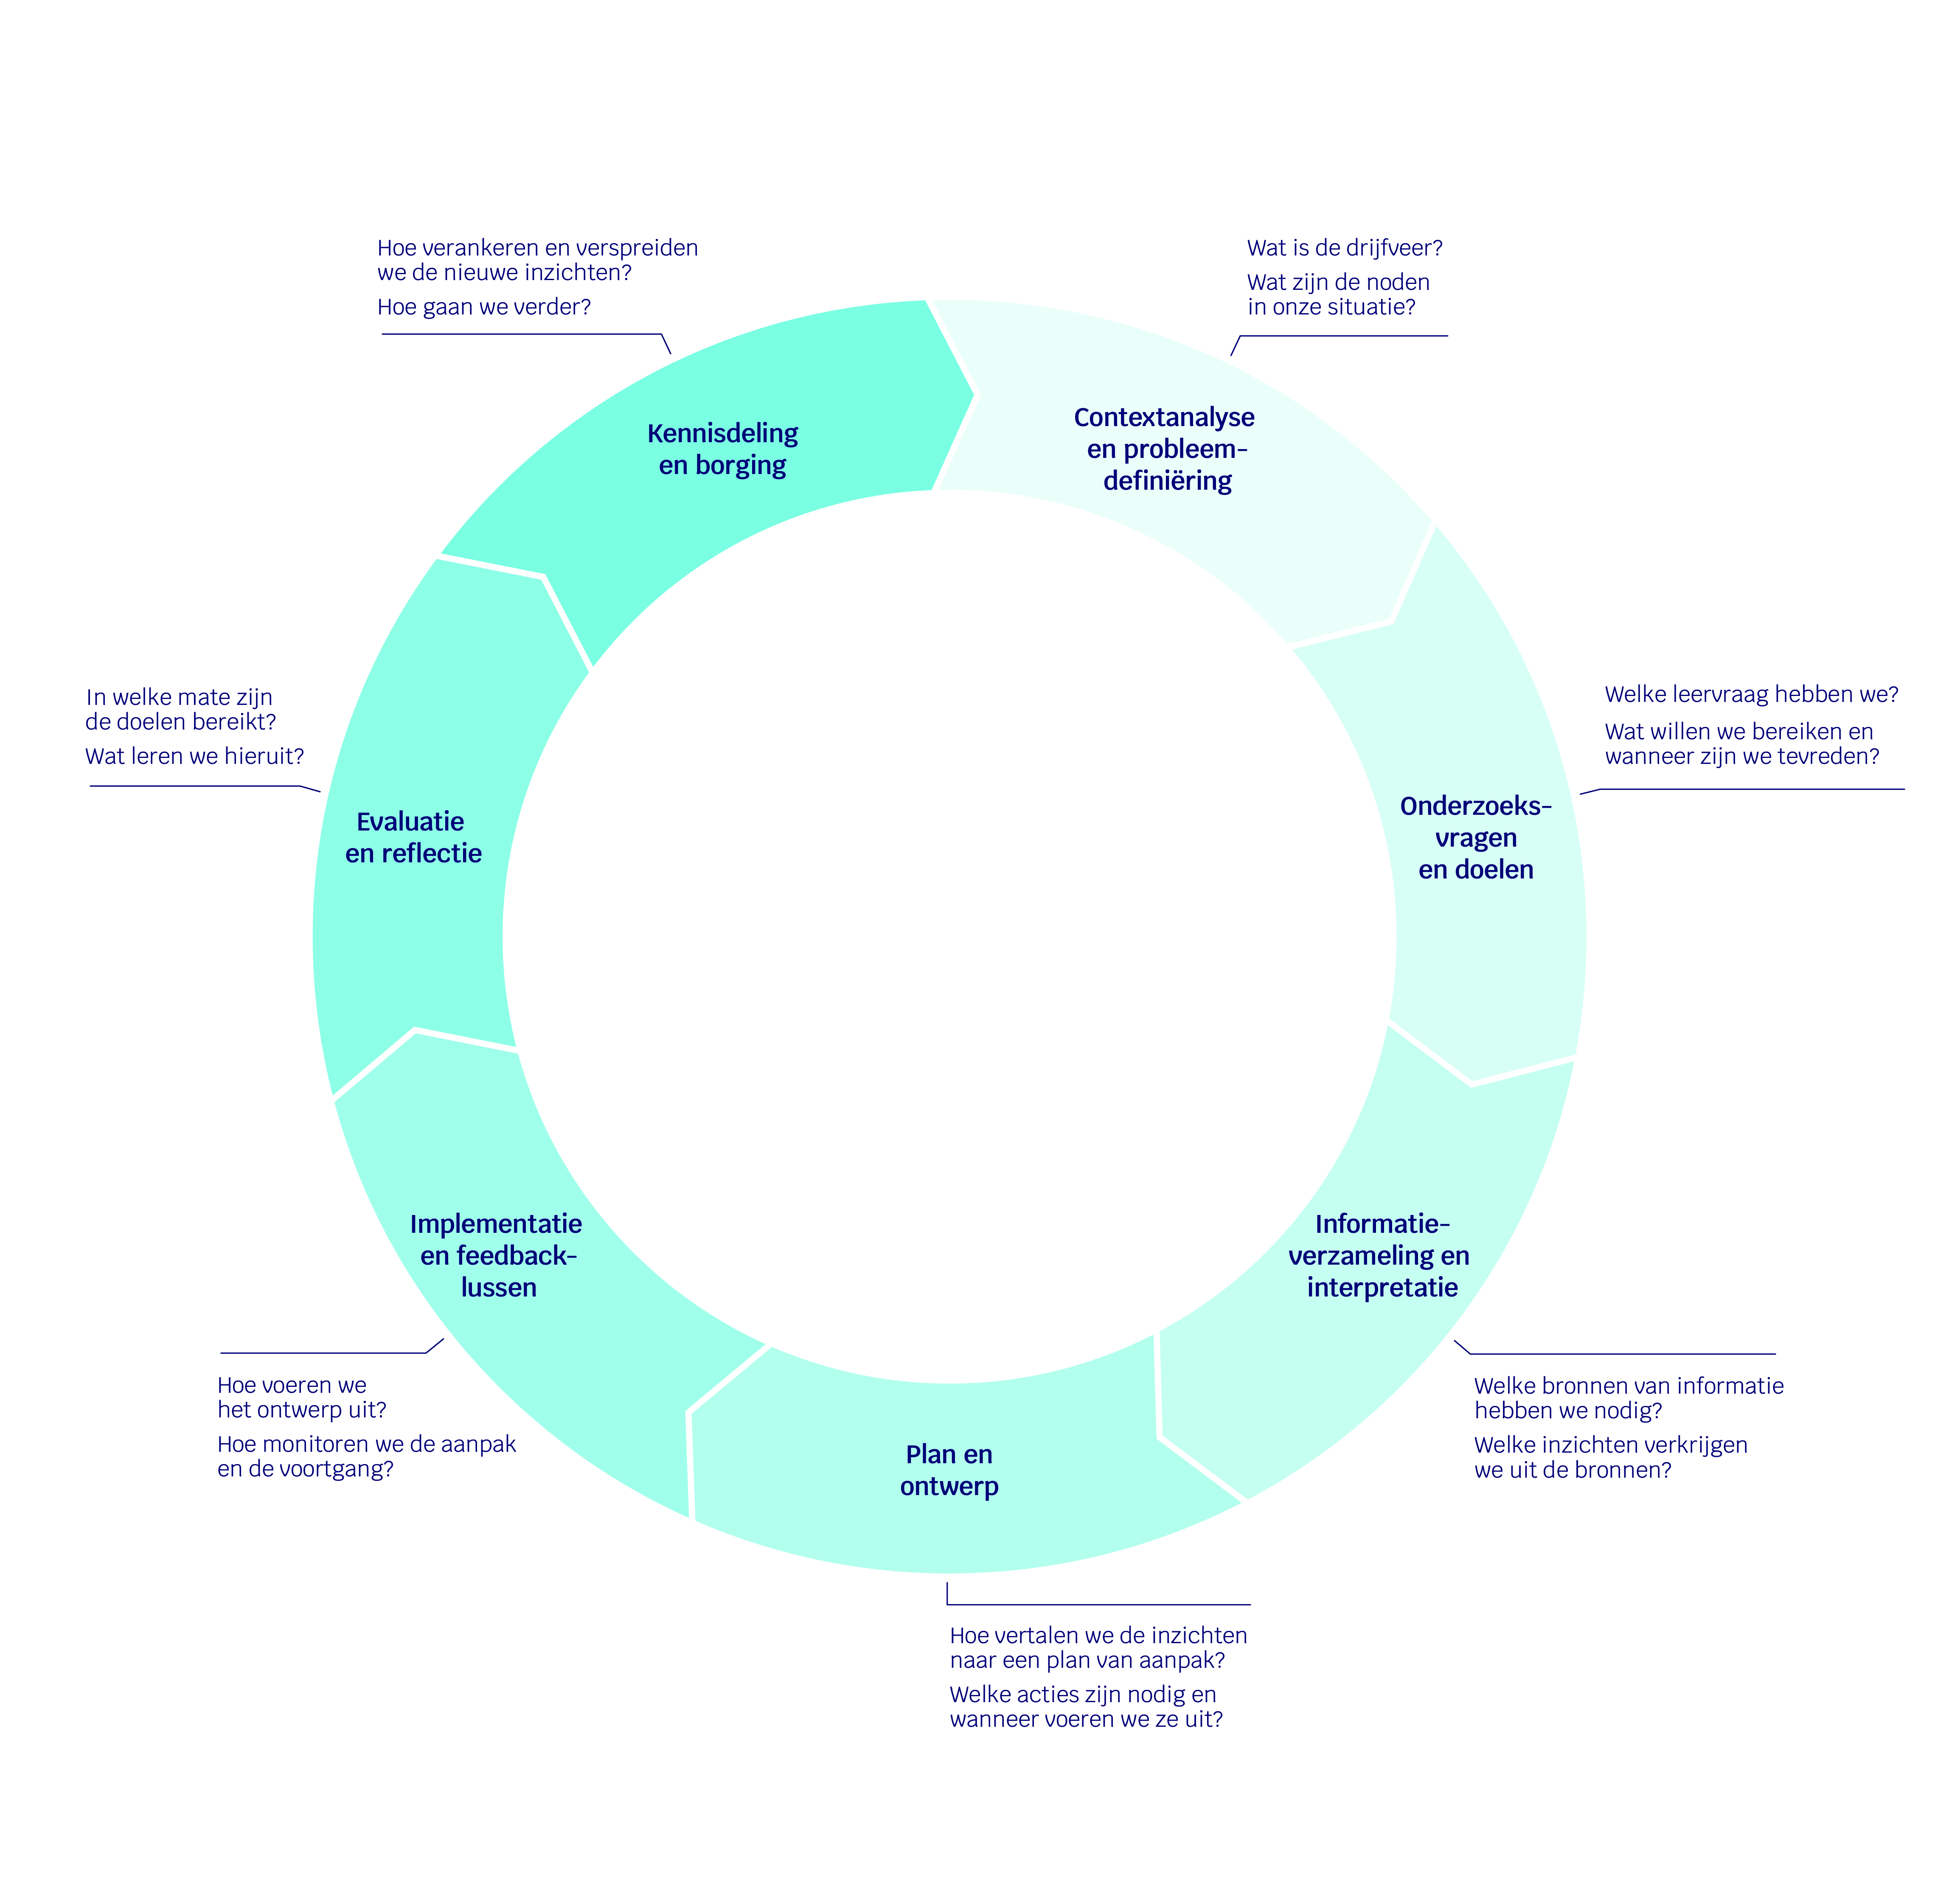 Hoe verankeren en verspreiden
we de nieuwe inzichten?
Hoe gaan we verder?
Kennisdeling
en borging
Wat is de drijfveer?
Wat zijn de noden
in onze situatie?
Contextanalyse
en probleem-
definiëring
Welke leervraag hebben we?
Wat willen we bereiken en
wanneer zijn we tevreden?
Onderzoeks-
vragen
en doelen
Informatie-
verzameling en
interpretatie
Welke bronnen van informatie
hebben we nodig?
Welke inzichten verkrijgen
we uit de bronnen?
Plan en
ontwerp
Hoe vertalen we de inzichten
naar een plan van aanpak?
Welke acties zijn nodig en
wanneer voeren we ze uit?
Implementatie
en feedback-
lussen
Hoe voeren we
het ontwerp uit?
Hoe monitoren we de aanpak
en de voortgang?
In welke mate zijn
de doelen bereikt?
Wat leren we hieruit?
Evaluatie
en reflectie